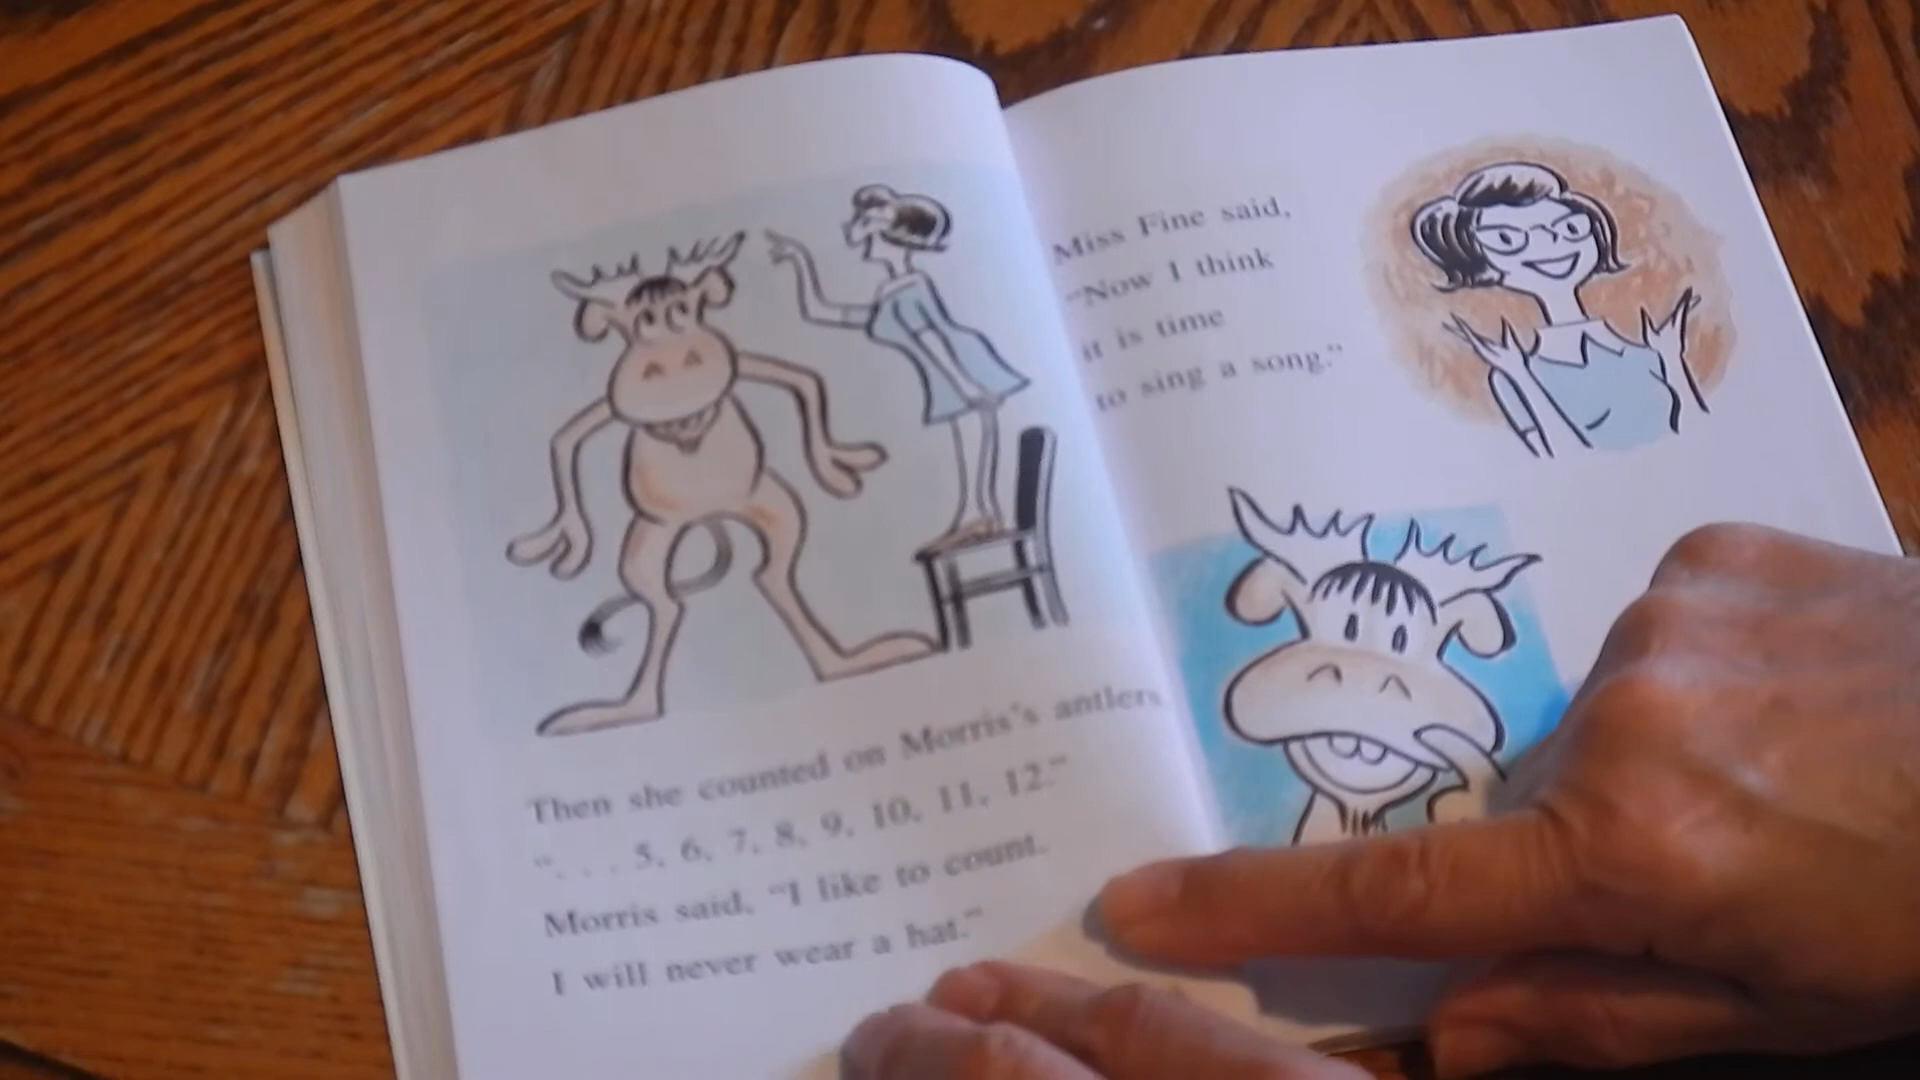 Then she counted on Morris's antlers
". . . 5, 6, 7, 8, 9, 10, 11, 12."
Morris said, "I like to count.
I will never wear a hat."
Miss Fine said,
"Now I think
it is time
to sing a song."